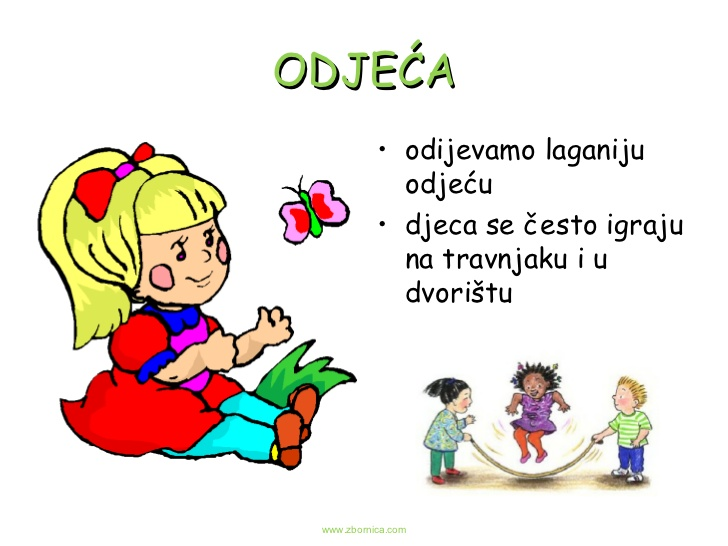 ODJEĆA
• odijevamo laganiju
odjeću
• djeca se često igraju
na travnjaku i u
dvorištu
www.zbornica.com